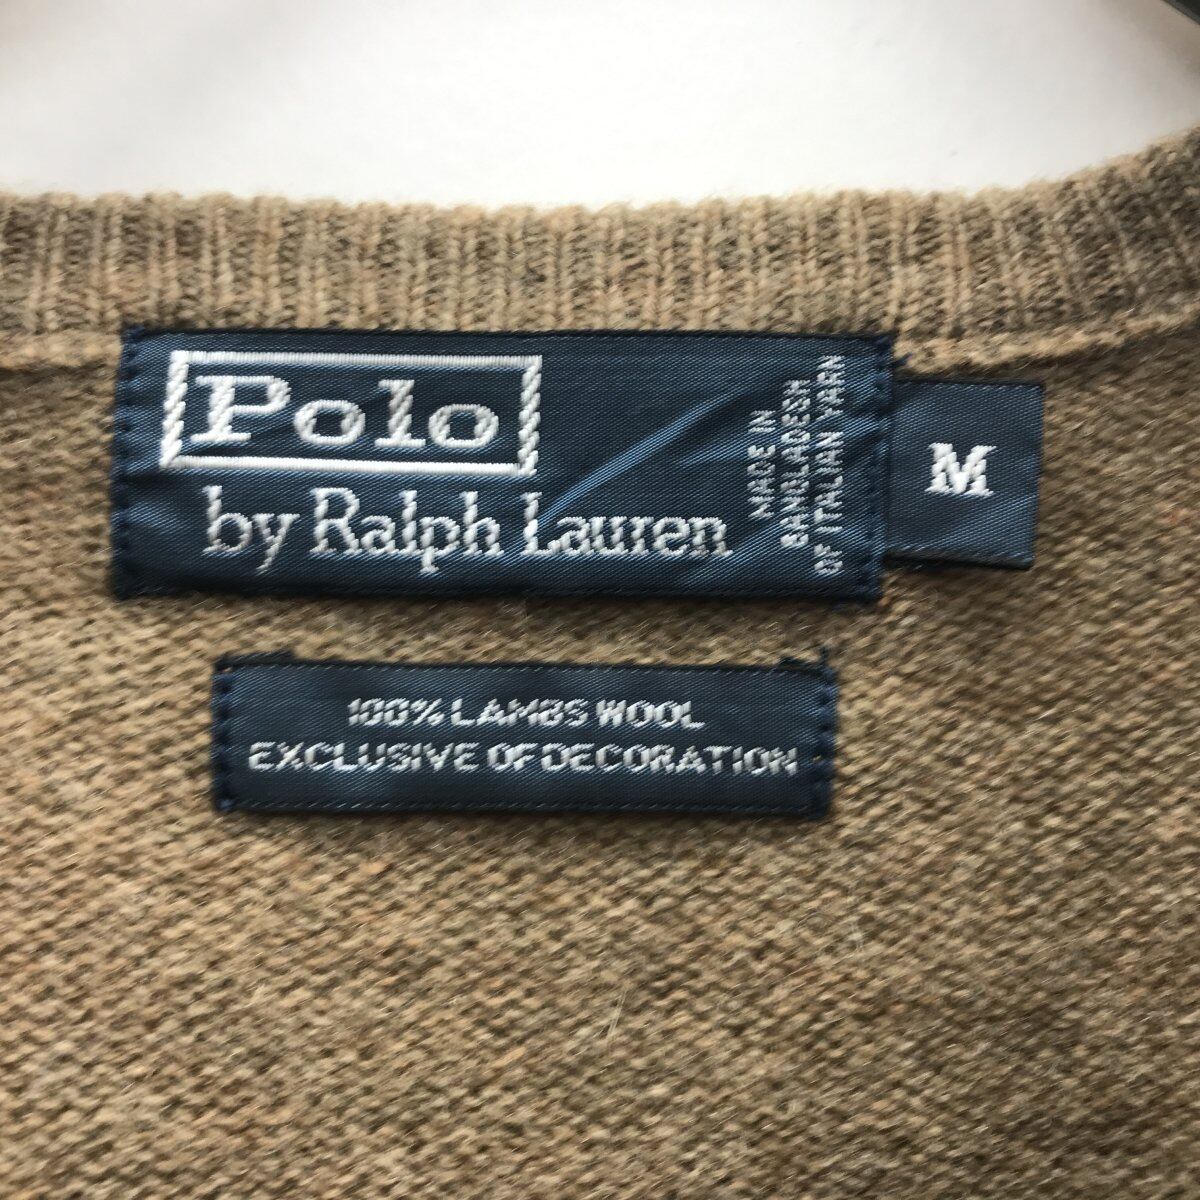 Polo
by Ralph Lauren
MADE IN
BANGLADESH
OF ITALIAN YARN
M
100% LAMBS WOOL
EXCLUSIVE OF DECORATION